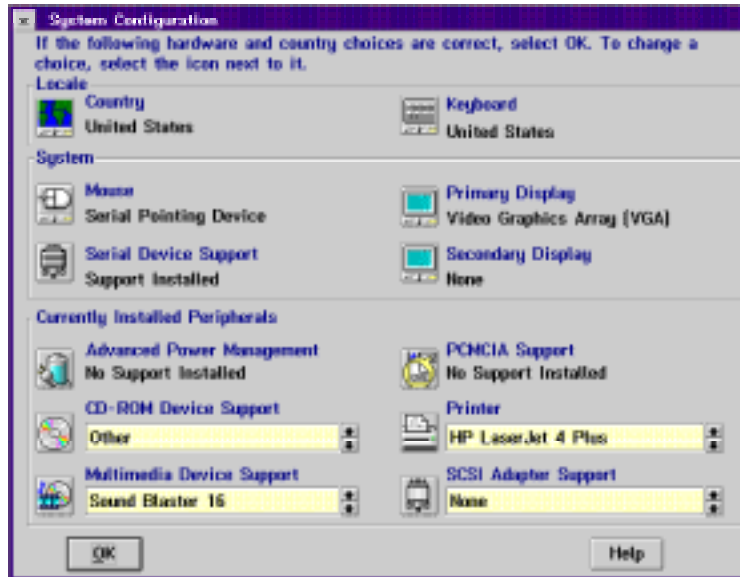 System Configuration
If the following hardware and country choices are correct, select OK. To change a
choice, select the icon next to it.
Locale
Country
United States
Keyboard
United States
System
Mouse
Serial Pointing Device
Primary Display
Video Graphics Array (VGA)
Serial Device Support
Support Installed
Secondary Display
None
Currently Installed Peripherals
Advanced Power Management
No Support Installed
PCMCIA Support
No Support Installed
CD-ROM Device Support
Other
Printer
HP LaserJet 4 Plus
Multimedia Device Support
Sound Blaster 16
SCSI Adapter Support
None
OK
Help